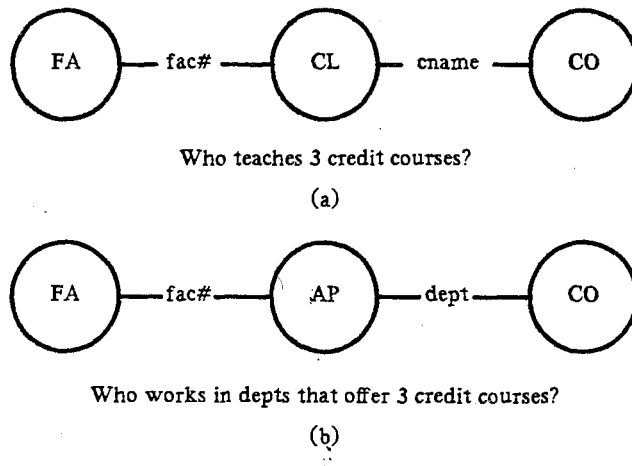 FA fac# CL cname CO
Who teaches 3 credit courses?
(a)
FA fac# AP dept CO
Who works in depts that offer 3 credit courses?
(b)